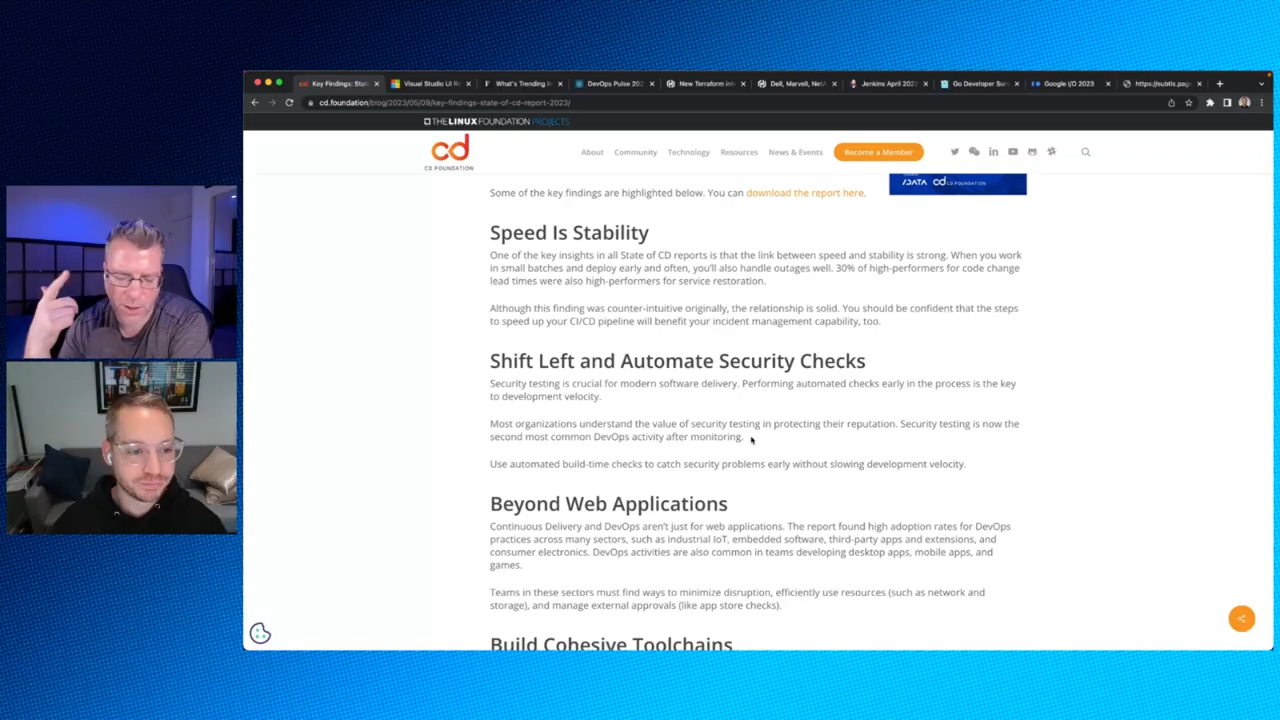 Key Findings: Sta
Visual Studio UI R
What's Trending in
DevOps Pulse 202
New Terraform int
Dell, Marvell, NetA
Jenkins April 202
Go Developer Sur
Google I/O 2023
https://subtls.pag
cd.foundation/blog/2023/05/09/key-findings-state-of-cd-report-2023/
THE LINUX FOUNDATION PROJECTS
cd
CD FOUNDATION
About
Community
Technology
Resources
News & Events
Become a Member
/DATA cd CD FOUNDATION
Some of the key findings are highlighted below. You can download the report here.
Speed Is Stability
One of the key insights in all State of CD reports is that the link between speed and stability is strong. When you work
in small batches and deploy early and often, you'll also handle outages well. 30% of high-performers for code change
lead times were also high-performers for service restoration.
Although this finding was counter-intuitive originally, the relationship is solid. You should be confident that the steps
to speed up your CI/CD pipeline will benefit your incident management capability, too.
Shift Left and Automate Security Checks
Security testing is crucial for modern software delivery. Performing automated checks early in the process is the key
to development velocity.
Most organizations understand the value of security testing in protecting their reputation. Security testing is now the
second most common DevOps activity after monitoring.
Use automated build-time checks to catch security problems early without slowing development velocity.
Beyond Web Applications
Continuous Delivery and DevOps aren't just for web applications. The report found high adoption rates for DevOps
practices across many sectors, such as industrial IoT, embedded software, third-party apps and extensions, and
consumer electronics. DevOps activities are also common in teams developing desktop apps, mobile apps, and
games.
Teams in these sectors must find ways to minimize disruption, efficiently use resources (such as network and
storage), and manage external approvals (like app store checks).
Build Cohesive Toolchains